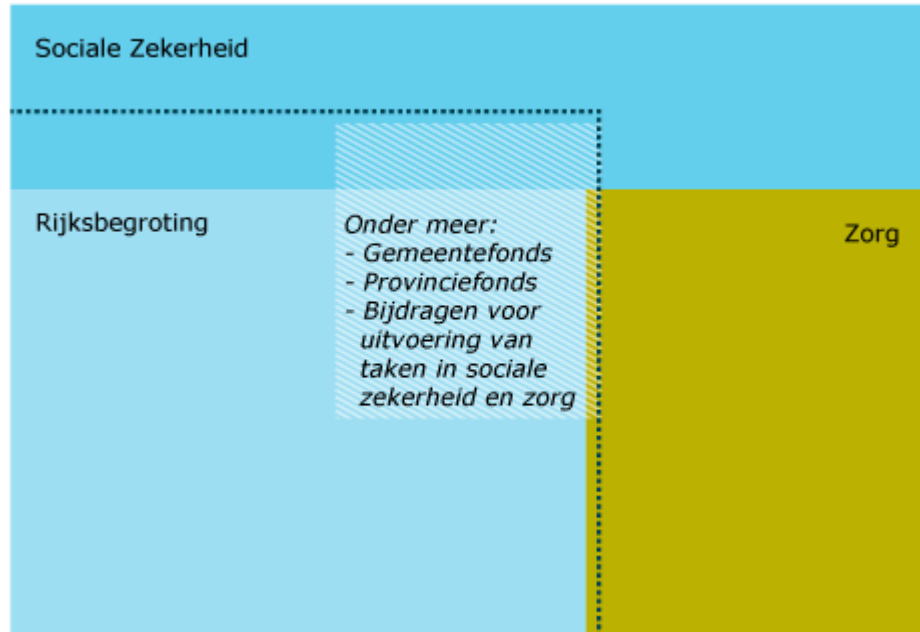 Sociale Zekerheid
Rijksbegroting
Onder meer:
- Gemeentefonds
- Provinciefonds
- Bijdragen voor
uitvoering van
taken in sociale
zekerheid en zorg
Zorg